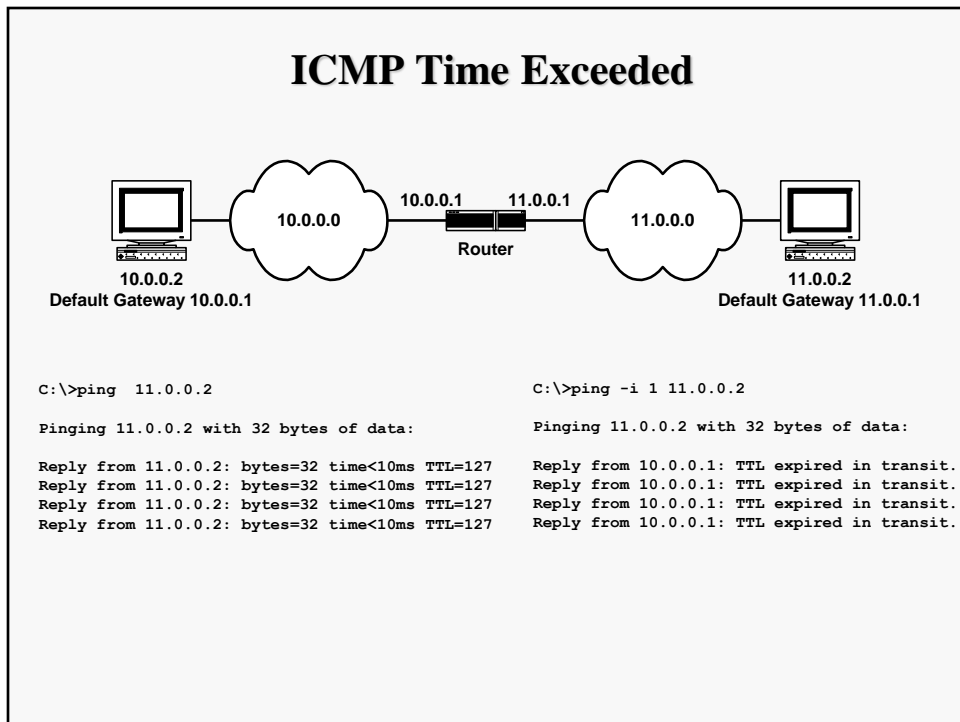 ICMP Time Exceeded
10.0.0.1 11.0.0.1
10.0.0.0
11.0.0.0
Router
10.0.0.2
Default Gateway 10.0.0.1
11.0.0.2
Default Gateway 11.0.0.1
C:\>ping  11.0.0.2
Pinging 11.0.0.2 with 32 bytes of data:
Reply from 11.0.0.2: bytes=32 time<10ms TTL=127
Reply from 11.0.0.2: bytes=32 time<10ms TTL=127
Reply from 11.0.0.2: bytes=32 time<10ms TTL=127
Reply from 11.0.0.2: bytes=32 time<10ms TTL=127
C:\>ping -i 1 11.0.0.2
Pinging 11.0.0.2 with 32 bytes of data:
Reply from 10.0.0.1: TTL expired in transit.
Reply from 10.0.0.1: TTL expired in transit.
Reply from 10.0.0.1: TTL expired in transit.
Reply from 10.0.0.1: TTL expired in transit.